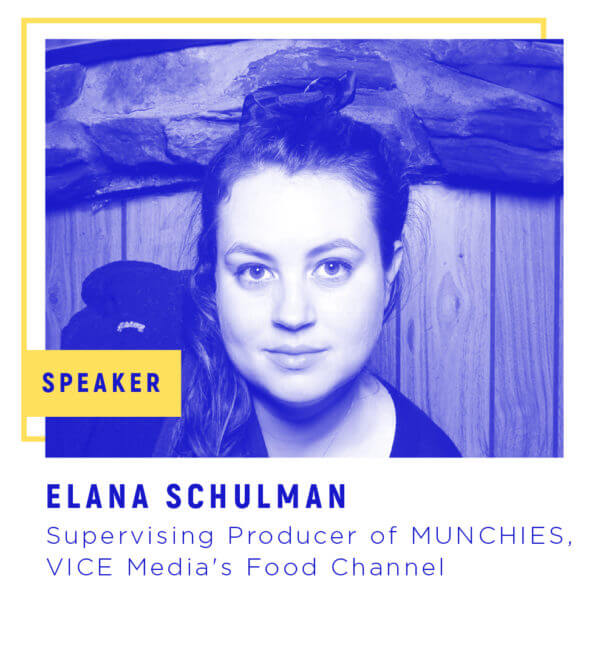 SPEAKER
ELANA SCHULMAN
Supervising Producer of MUNCHIES,
VICE Media's Food Channel